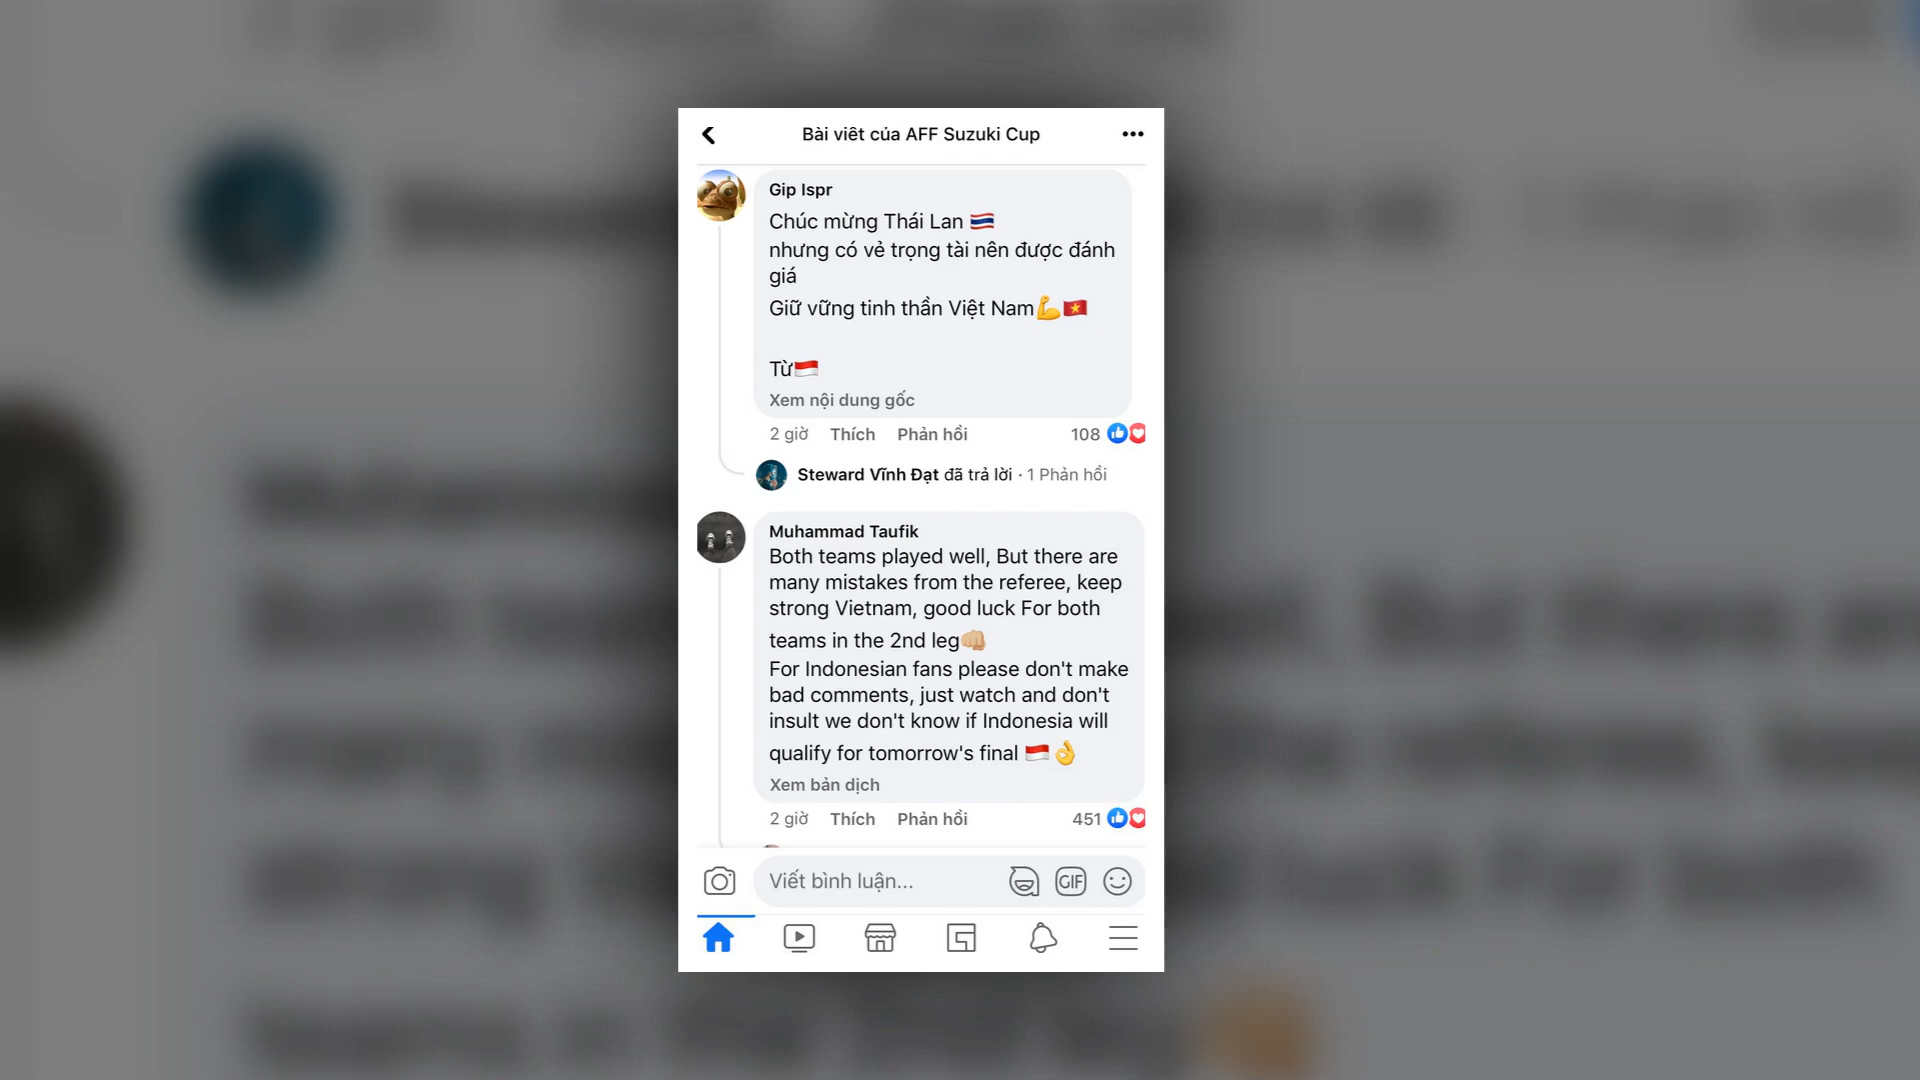 Bài viêt của AFF Suzuki Cup
Gip Ispr
Chúc mừng Thái Lan 🇹🇭
nhưng có vẻ trọng tài nên được đánh
giá
Giữ vững tinh thần Việt Nam💪🇻🇳
Từ🇮🇩
Xem nội dung gốc
2 giờ Thích Phản hồi 108
Steward Vĩnh Đạt đã trả lời · 1 Phản hồi
Muhammad Taufik
Both teams played well, But there are
many mistakes from the referee, keep
strong Vietnam, good luck For both
teams in the 2nd leg👊🏼
For Indonesian fans please don't make
bad comments, just watch and don't
insult we don't know if Indonesia will
qualify for tomorrow's final 🇮🇩👌
Xem bản dịch
2 giờ Thích Phản hồi 451
Viết bình luận...
GIF